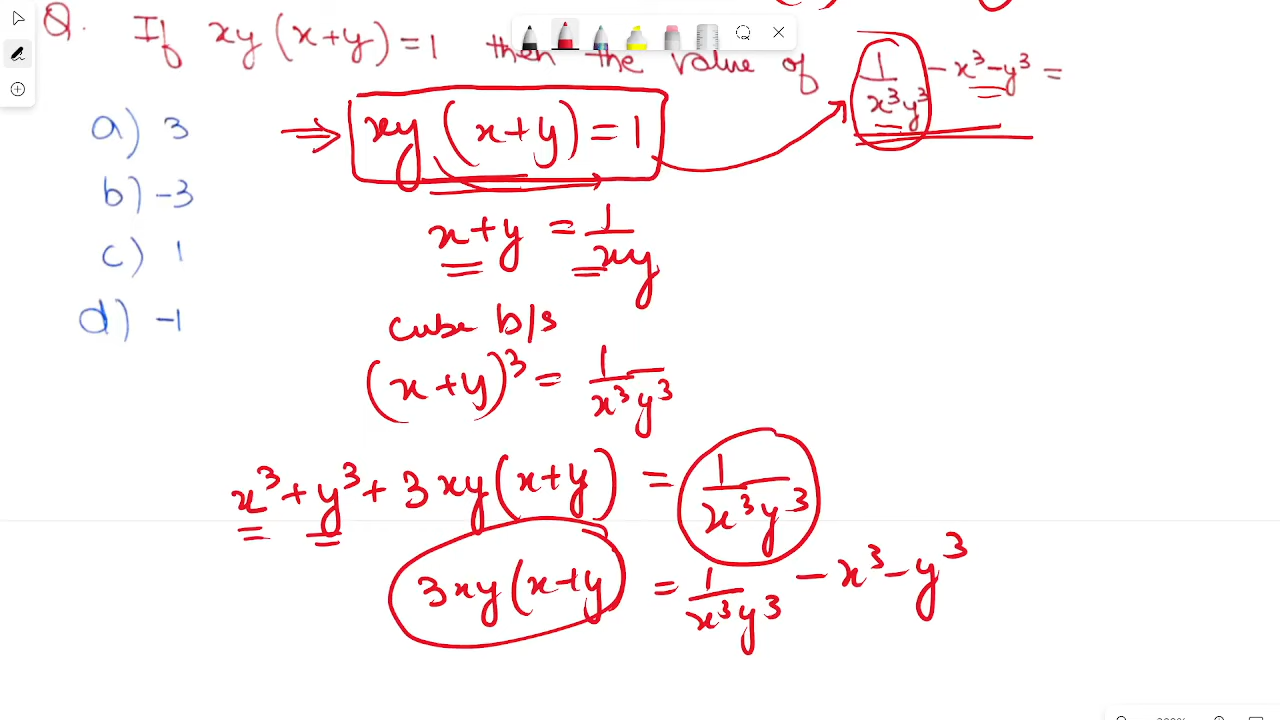 Q. If xy (x+y) = 1 then the value of 1/x³y³ - x³ - y³ =
a) 3
b) -3
c) 1
d) -1
⇒ xy (x+y) = 1
x+y = 1/xy
cube b/s
(x+y)³ = 1/x³y³
x³ + y³ + 3xy(x+y) = 1/x³y³
3xy(x+y = 1/x³y³ - x³ - y³